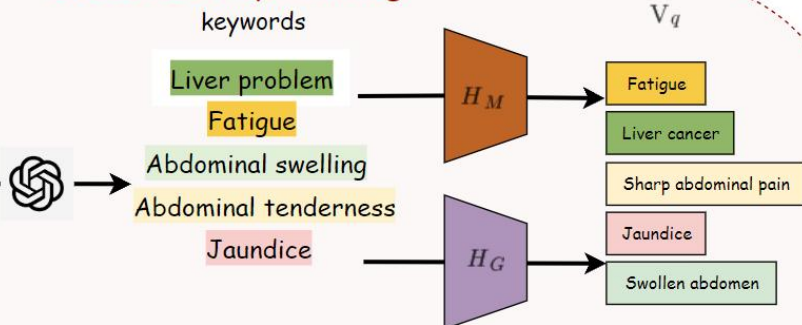 keywords
V_q
Liver problem
Fatigue
Abdominal swelling
Abdominal tenderness
Jaundice
H_M
H_G
Fatigue
Liver cancer
Sharp abdominal pain
Jaundice
Swollen abdomen